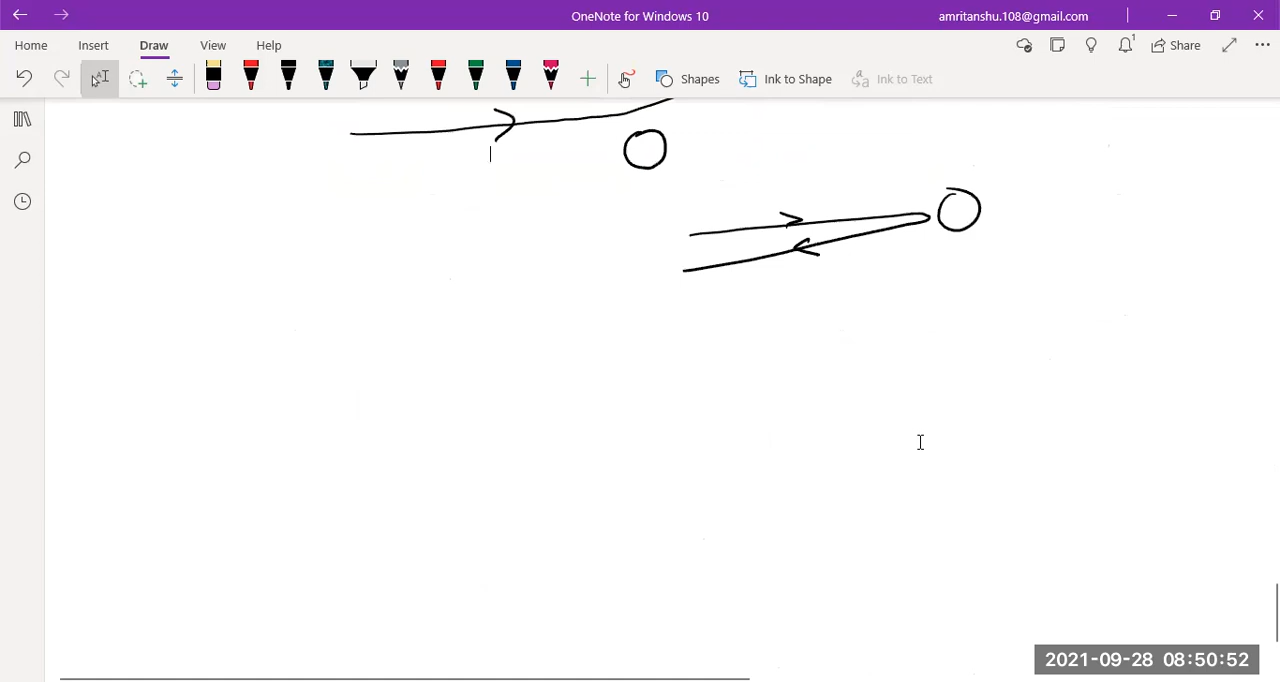 OneNote for Windows 10
amritanshu.108@gmail.com
Home
Insert
Draw
View
Help
1
Share
Shapes
Ink to Shape
Ink to Text
2021-09-28 08:50:52